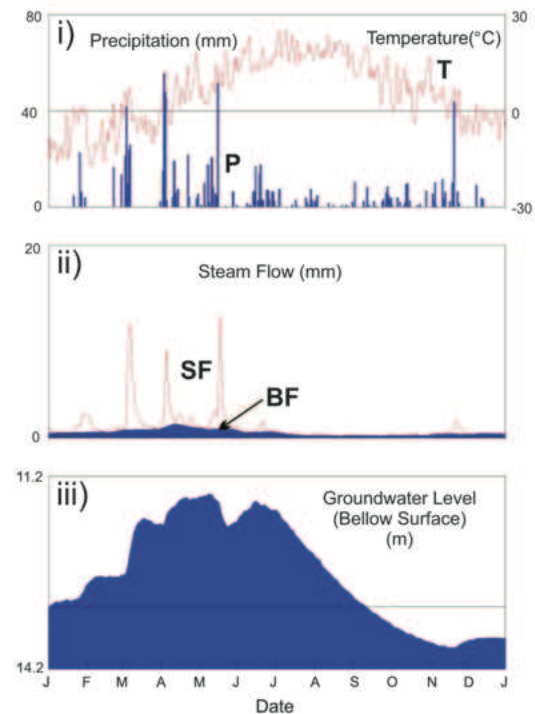 80
30
i)
Precipitation (mm)
Temperature(°C)
T
40
0
P
0
-30
20
ii)
Steam Flow (mm)
SF
BF
0
11.2
iii)
Groundwater Level
(Bellow Surface)
(m)
14.2
J F M A M J J A S O N D J
Date